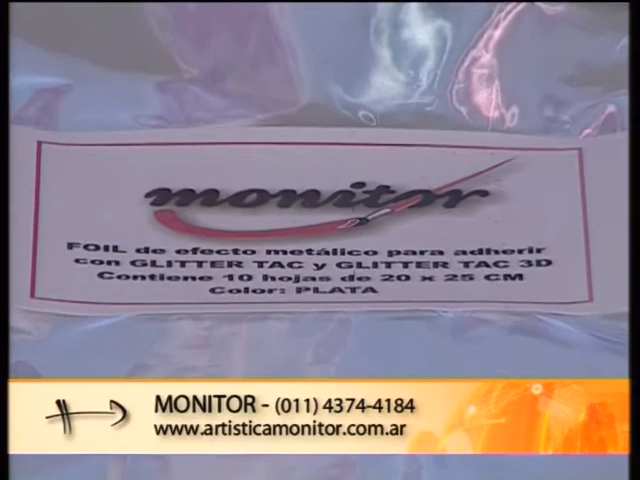 monitor
FOIL de efecto metálico para adherir
con GLITTER TAC y GLITTER TAC 3D
Contiene 10 hojas de 20 x 25 CM
Color: PLATA
MONITOR - (011) 4374-4184
www.artisticamonitor.com.ar